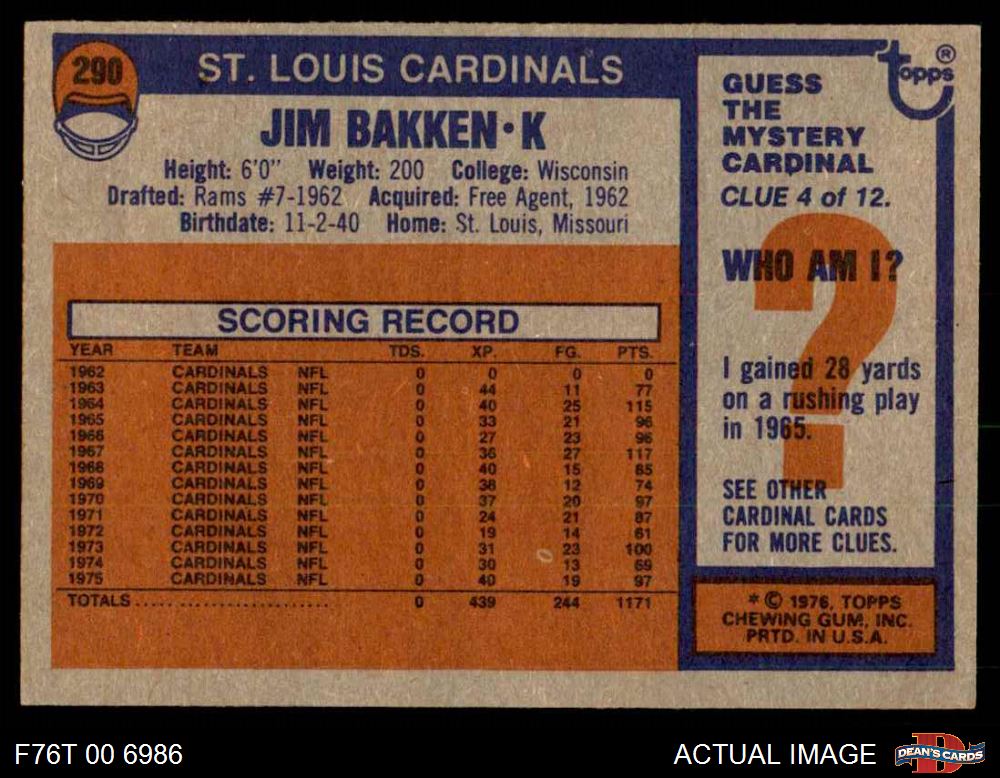 290
ST. LOUIS CARDINALS
JIM BAKKEN·K
Height: 6'0" Weight: 200 College: Wisconsin
Drafted: Rams #7-1962 Acquired: Free Agent, 1962
Birthdate: 11-2-40 Home: St. Louis, Missouri
SCORING RECORD
YEAR TEAM TDS. XP. FG. PTS.
1962 CARDINALS NFL 0 0 0 0
1963 CARDINALS NFL 0 44 11 77
1964 CARDINALS NFL 0 40 25 115
1965 CARDINALS NFL 0 33 21 96
1966 CARDINALS NFL 0 27 23 96
1967 CARDINALS NFL 0 36 27 117
1968 CARDINALS NFL 0 40 15 85
1969 CARDINALS NFL 0 38 12 74
1970 CARDINALS NFL 0 37 20 97
1971 CARDINALS NFL 0 24 21 87
1972 CARDINALS NFL 0 19 14 61
1973 CARDINALS NFL 0 31 23 100
1974 CARDINALS NFL 0 30 13 69
1975 CARDINALS NFL 0 40 19 97
TOTALS ........................ 0 439 244 1171
topps ®
GUESS
THE
MYSTERY
CARDINAL
CLUE 4 of 12.
WHO AM I?
?
I gained 28 yards
on a rushing play
in 1965.
SEE OTHER
CARDINAL CARDS
FOR MORE CLUES.
* © 1976, TOPPS
CHEWING GUM, INC.
PRTD. IN U.S.A.
F76T 00 6986
ACTUAL IMAGE
D
DEAN'S CARDS